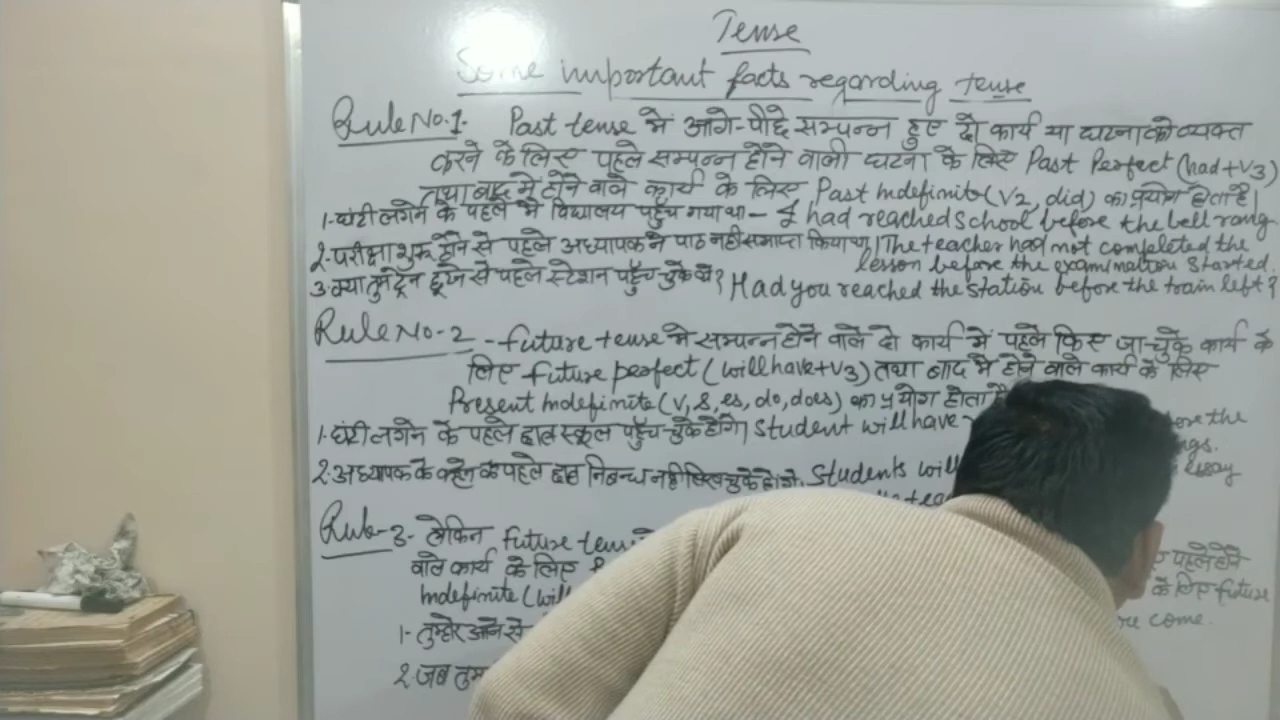 Tense
Some important facts regarding tense
Rule No.1- Past tense में आगे-पीछे सम्पन्न हुए दो कार्य या घटना को व्यक्त
करने के लिए पहले सम्पन्न होने वाली घटना के लिए Past Perfect (had+V3)
तथा बाद में होने वाले कार्य के लिए Past Indefinite (V2, did) का प्रयोग होता है।
1- घंटी लगने के पहले मैं विद्यालय पहुँच गया था - I had reached school before the bell rang
2- परीक्षा शुरू होने से पहले अध्यापक ने पाठ नहीं समाप्त किया था। The teacher had not completed the
lesson before the examination started.
3- क्या तुम ट्रेन छूटने से पहले स्टेशन पहुँच चुके थे? Had you reached the station before the train left?
Rule No-2 - Future tense में सम्पन्न होने वाले दो कार्य में पहले किए जा चुके कार्य के
लिए Future perfect (will have+V3) तथा बाद में होने वाले कार्य के लिए
Present Indefinite (V, s, es, do, does) का प्रयोग होता है
1- घंटी लगने के पहले छात्र स्कूल पहुँच चुके होंगे। Student will have the
2- अध्यापक के कहने के पहले छात्र निबन्ध नहीं लिख चुके होंगे. Students will essay
Rule-3- लेकिन Future tense पहले होने
वाले कार्य के लिए के लिए Future
Indefinite (will come.
1- तुम्हारे आने से
2- जब तुम